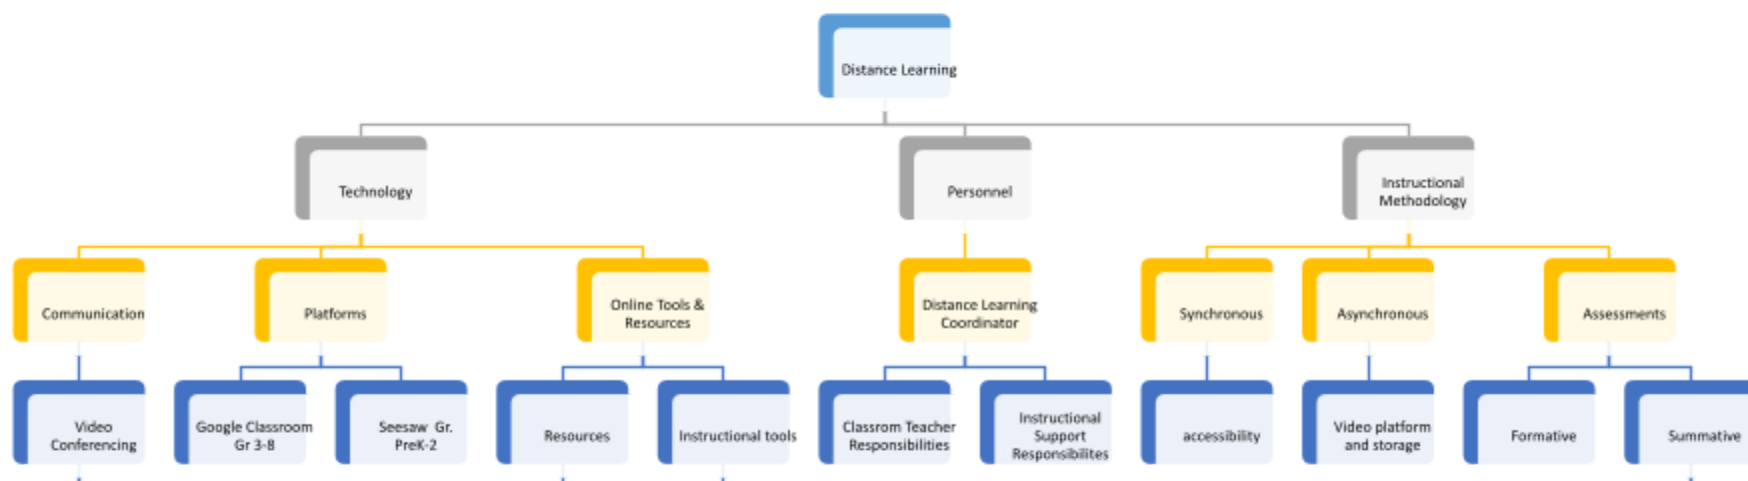 Distance Learning
Technology
Personnel
Instructional
Methodology
Communication
Platforms
Online Tools &
Resources
Distance Learning
Coordinator
Synchronous
Asynchronous
Assessments
Video
Conferencing
Google Classroom
Gr 3-8
Seesaw  Gr.
PreK-2
Resources
Instructional tools
Classrom Teacher
Responsibilities
Instructional
Support
Responsibilites
accessibility
Video platform
and storage
Formative
Summative